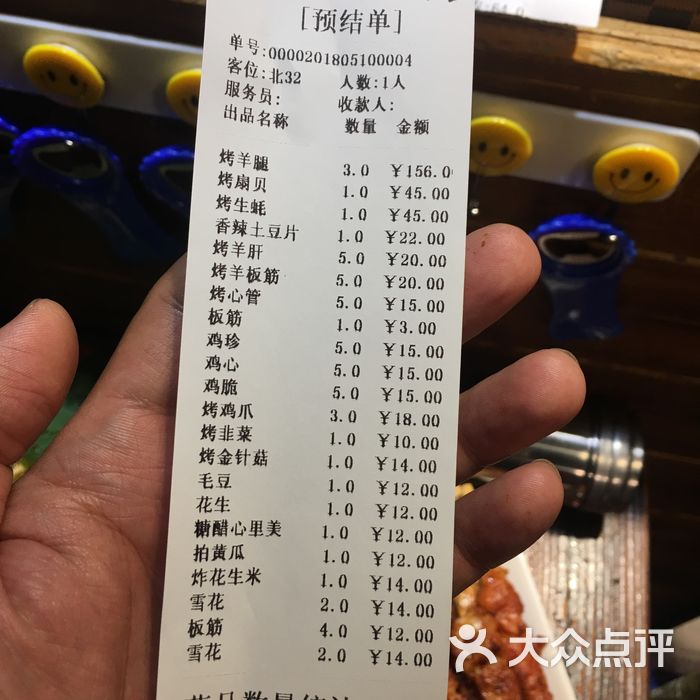 [预结单]
单号:0000201805100004
客位:北32 人数:1人
服务员: 收款人:
出品名称 数量 金额
烤羊腿 3.0 ¥156.0
烤扇贝 1.0 ¥45.00
烤生蚝 1.0 ¥45.00
香辣土豆片 1.0 ¥22.00
烤羊肝 5.0 ¥20.00
烤羊板筋 5.0 ¥20.00
烤心管 5.0 ¥15.00
板筋 1.0 ¥3.00
鸡珍 5.0 ¥15.00
鸡心 5.0 ¥15.00
鸡脆 5.0 ¥15.00
烤鸡爪 3.0 ¥18.00
烤韭菜 1.0 ¥10.00
烤金针菇 1.0 ¥14.00
毛豆 1.0 ¥12.00
花生 1.0 ¥12.00
糖醋心里美 1.0 ¥12.00
拍黄瓜 1.0 ¥12.00
炸花生米 1.0 ¥14.00
雪花 2.0 ¥14.00
板筋 4.0 ¥12.00
雪花 2.0 ¥14.00
大众点评